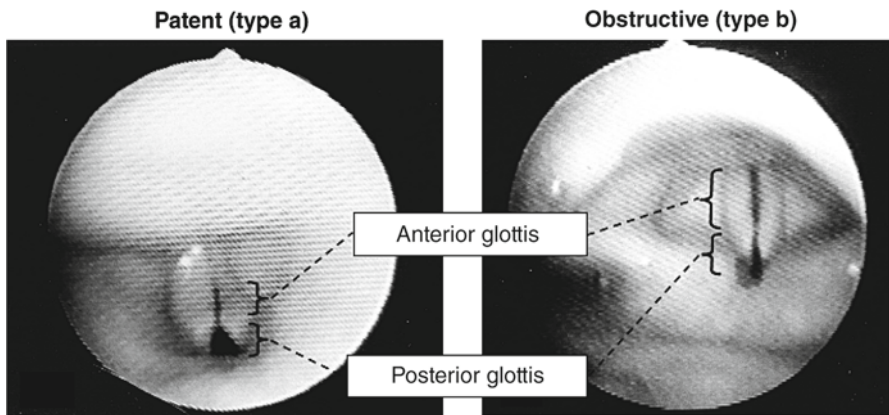 Patent (type a)
Obstructive (type b)
Anterior glottis
Posterior glottis